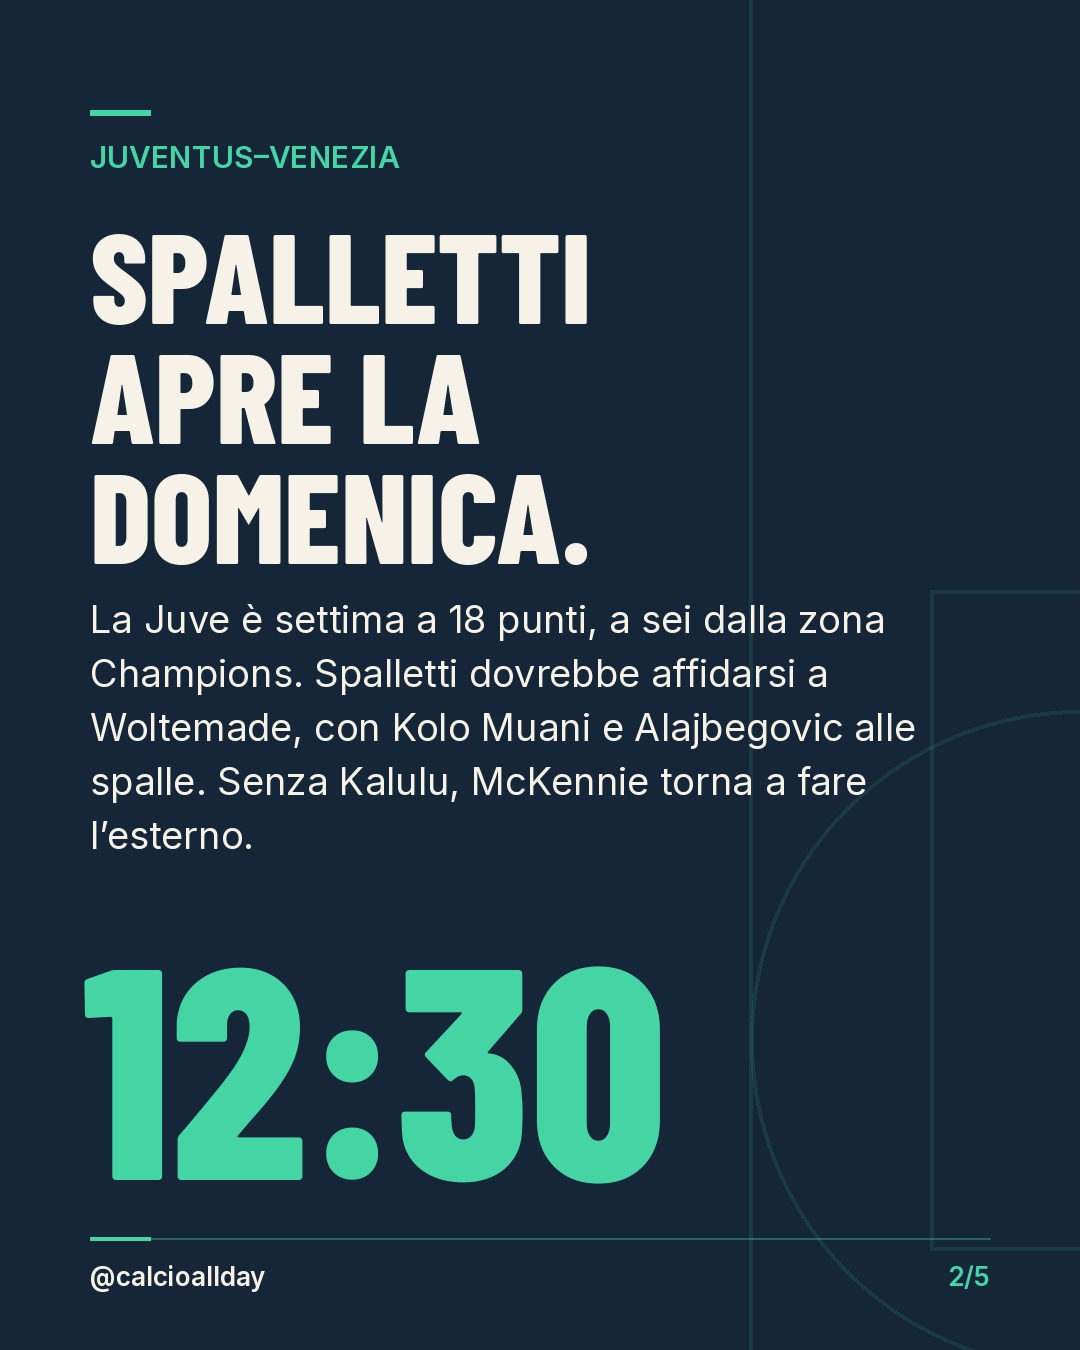 JUVENTUS–VENEZIA
SPALLETTI
APRE LA
DOMENICA.
La Juve è settima a 18 punti, a sei dalla zona
Champions. Spalletti dovrebbe affidarsi a
Woltemade, con Kolo Muani e Alajbegovic alle
spalle. Senza Kalulu, McKennie torna a fare
l’esterno.
12:30
@calcioallday
2/5